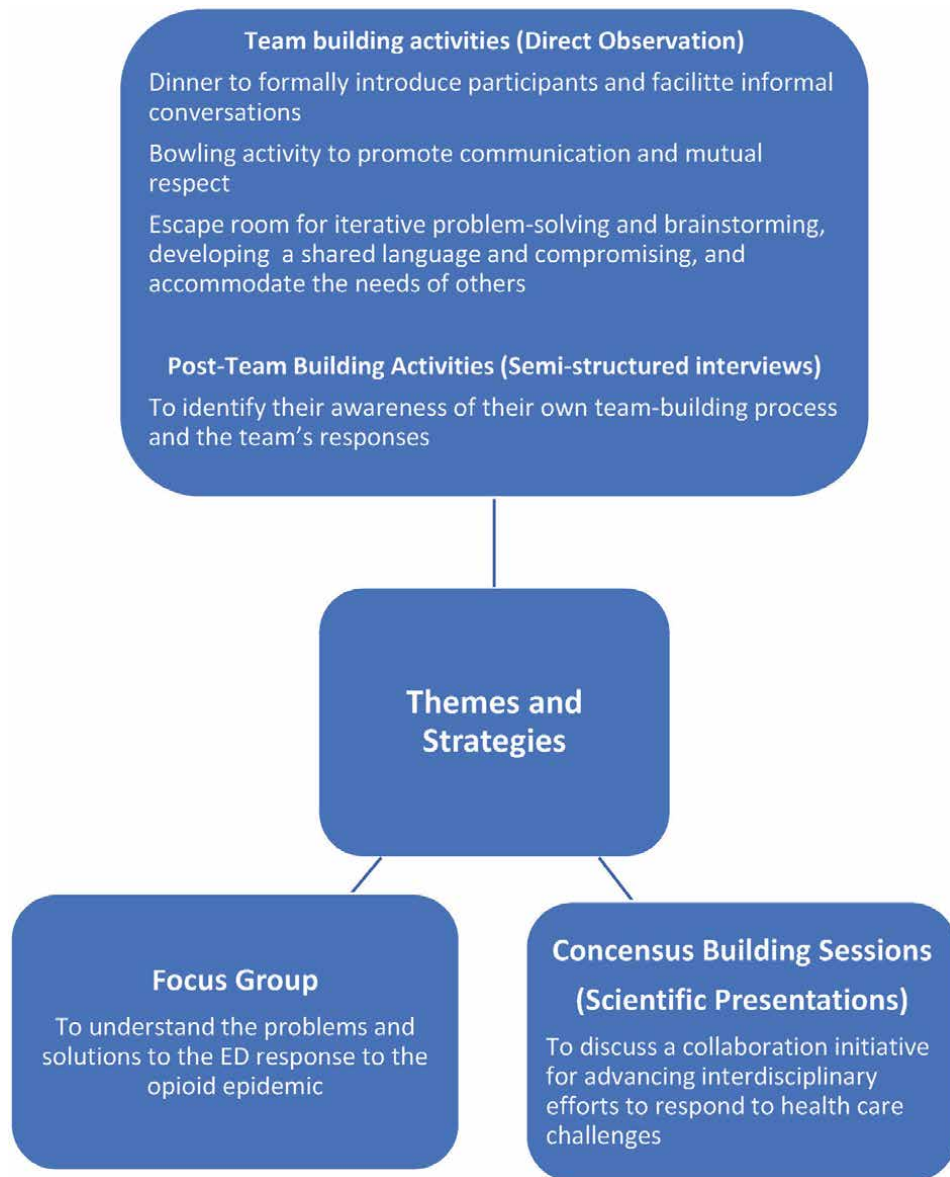 Team building activities (Direct Observation)
Dinner to formally introduce participants and facilitte informal
conversations
Bowling activity to promote communication and mutual
respect
Escape room for iterative problem-solving and brainstorming,
developing a shared language and compromising, and
accommodate the needs of others
Post-Team Building Activities (Semi-structured interviews)
To identify their awareness of their own team-building process
and the team’s responses
Themes and
Strategies
Focus Group
To understand the problems and
solutions to the ED response to the
opioid epidemic
Concensus Building Sessions
(Scientific Presentations)
To discuss a collaboration initiative
for advancing interdisciplinary
efforts to respond to health care
challenges